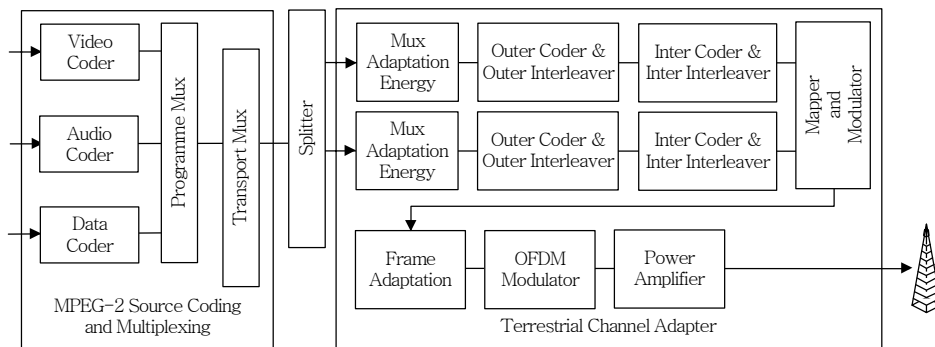 Video
Coder
Audio
Coder
Data
Coder
Programme Mux
Transport Mux
MPEG-2 Source Coding
and Multiplexing
Splitter
Mux
Adaptation
Energy
Outer Coder &
Outer Interleaver
Inter Coder &
Inter Interleaver
Mux
Adaptation
Energy
Outer Coder &
Outer Interleaver
Inter Coder &
Inter Interleaver
Mapper
and
Modulator
Frame
Adaptation
OFDM
Modulator
Power
Amplifier
Terrestrial Channel Adapter